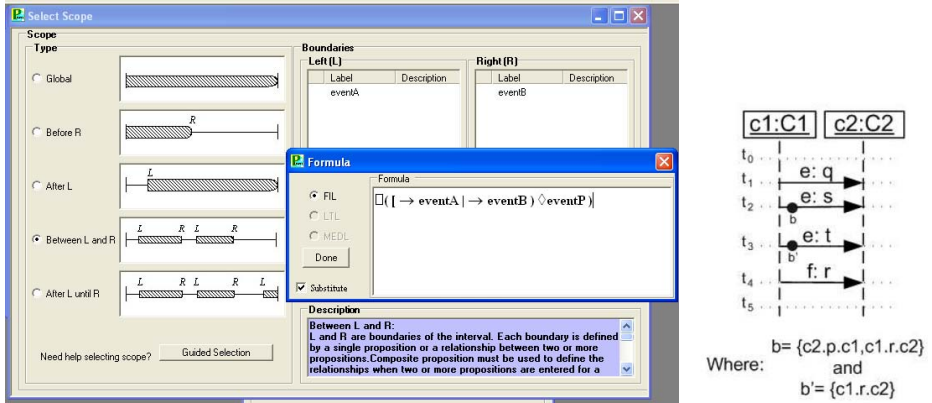 Select Scope
Scope
Type
Global
Before R
R
After L
L
Between L and R
L R L R
After L until R
L R L R L
Need help selecting scope?
Guided Selection
Boundaries
Left (L)
Label Description
eventA
Right (R)
Label Description
eventB
Formula
FIL
LTL
MEDL
Done
Substitute
Formula
□( [ → eventA | → eventB ) ◊eventP )
Description
Between L and R:
L and R are boundaries of the interval. Each boundary is defined
by a single proposition or a relationship between two or more
propositions.Composite proposition must be used to define the
relationships when two or more propositions are entered for a
c1:C1 c2:C2
t0
t1 e: q
t2 e: s
b
t3 e: t
b'
t4 f: r
t5
b= {c2.p.c1,c1.r.c2}
Where: and
b'= {c1.r.c2}